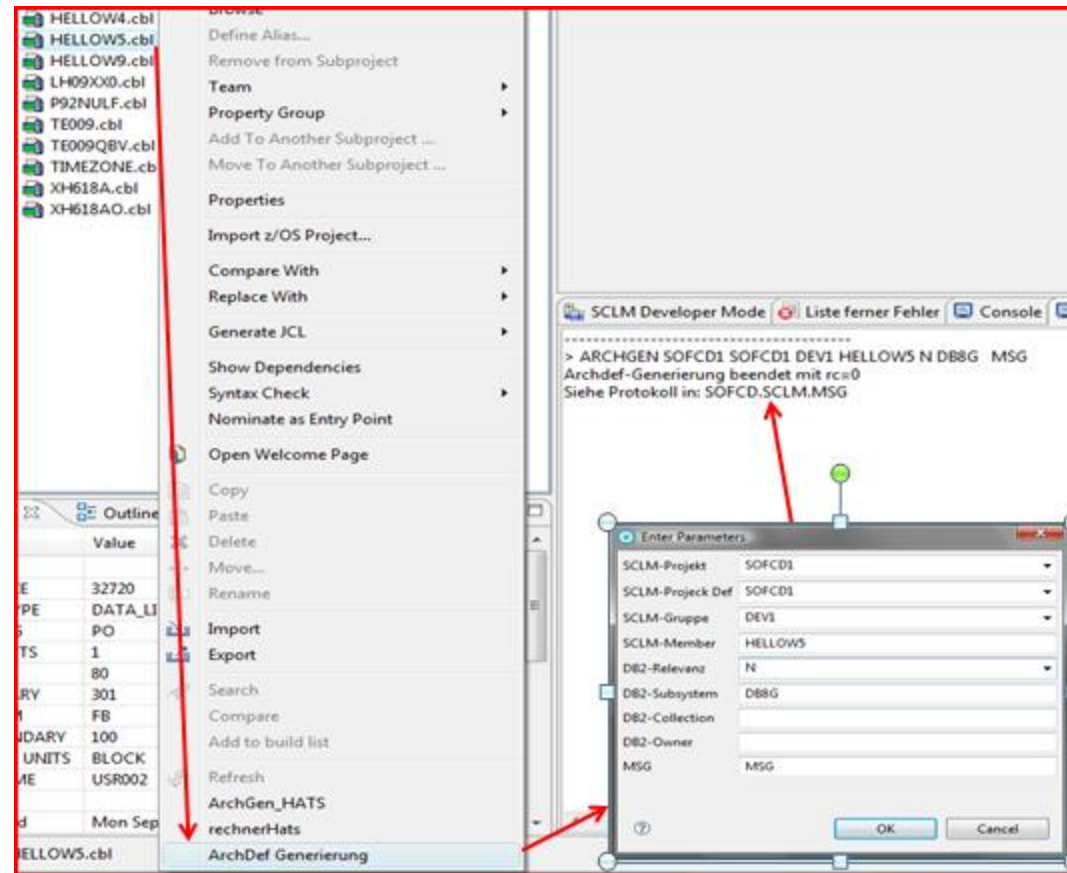 HELLOW4.cbl
HELLOW5.cbl
HELLOW9.cbl
LH09XX0.cbl
P92NULF.cbl
TE009.cbl
TE009QBV.cbl
TIMEZONE.cb
XH618A.cbl
XH618AO.cbl
Browse
Define Alias...
Remove from Subproject
Team
Property Group
Add To Another Subproject ...
Move To Another Subproject ...
Properties
Import z/OS Project...
Compare With
Replace With
Generate JCL
Show Dependencies
Syntax Check
Nominate as Entry Point
Open Welcome Page
Copy
Paste
Delete
Move...
Rename
Import
Export
Search
Compare
Add to build list
Refresh
ArchGen_HATS
rechnerHats
ArchDef Generierung
SCLM Developer Mode Liste ferner Fehler Console
> ARCHGEN SOFCD1 SOFCD1 DEV1 HELLOW5 N DB8G MSG
Archdef-Generierung beendet mit rc=0
Siehe Protokoll in: SOFCD.SCLM.MSG
Outline
Value
32720
PE DATA_LI
PO
TS 1
80
RY 301
FB
NDARY 100
UNITS BLOCK
ME USR002
d Mon Sep
HELLOW5.cbl
Enter Parameters
SCLM-Projekt SOFCD1
SCLM-Projeck Def SOFCD1
SCLM-Gruppe DEV1
SCLM-Member HELLOW5
DB2-Relevanz N
DB2-Subsystem DB8G
DB2-Collection
DB2-Owner
MSG MSG
OK Cancel